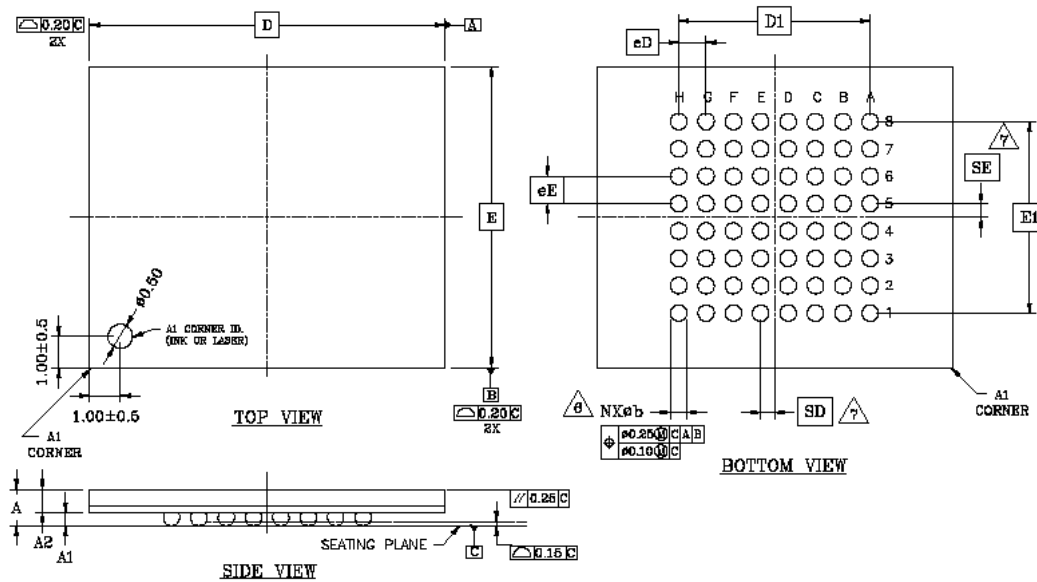 0.20 C
2X
D
A
E
ø0.50
A1 CORNER ID.
(INK OR LASER)
1.00±0.5
1.00±0.5
A1
CORNER
TOP VIEW
B
0.20 C
2X
D1
eD
H G F E D C B A
8
7
6
5
4
3
2
1
7
SE
eE
E1
6 NXøb
ø0.25 M C A B
ø0.10 M C
SD 7
A1
CORNER
BOTTOM VIEW
A
A2
A1
// 0.25 C
SEATING PLANE
C
0.15 C
SIDE VIEW